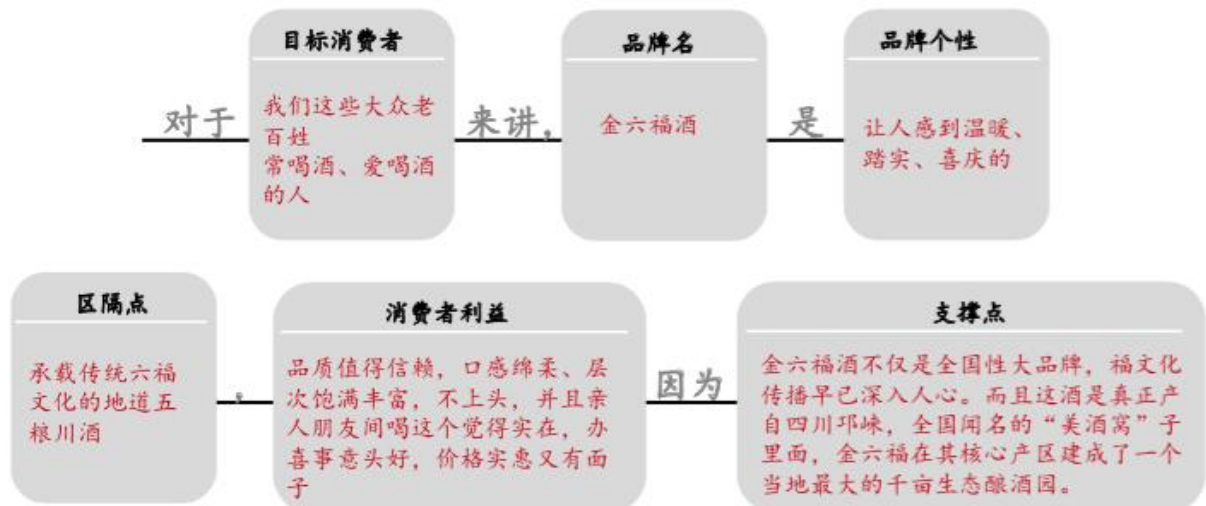 目标消费者
品牌名
品牌个性
对于
我们这些大众老
百姓
常喝酒、爱喝酒
的人
来讲，
金六福酒
是
让人感到温暖、
踏实、喜庆的
区隔点
消费者利益
支撑点
承载传统六福
文化的地道五
粮川酒
，
品质值得信赖，口感绵柔、层
次饱满丰富，不上头，并且亲
人朋友间喝这个觉得实在，办
喜事意头好，价格实惠又有面
子
因为
金六福酒不仅是全国性大品牌，福文化
传播早已深入人心。而且这酒是真正产
自四川邛崃，全国闻名的“美酒窝”子
里面，金六福在其核心产区建成了一个
当地最大的千亩生态酿酒园。